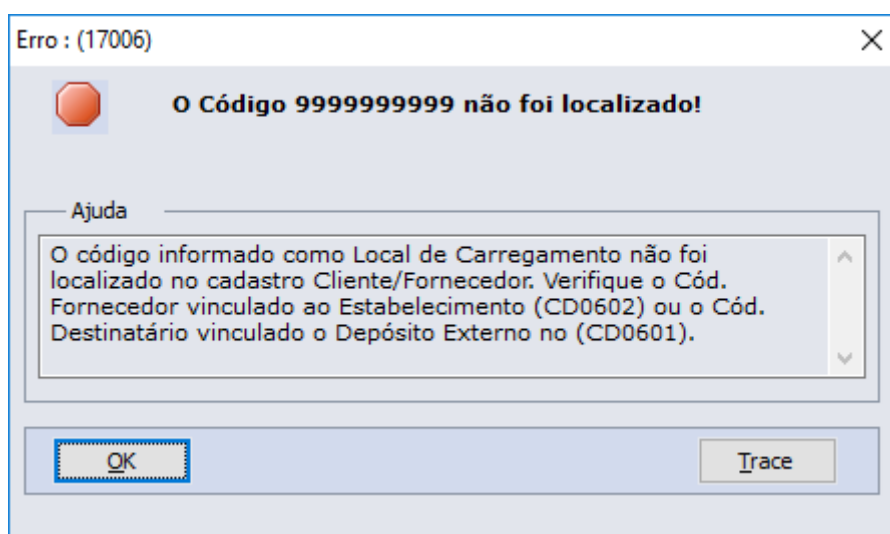 Erro : (17006)
O Código 9999999999 não foi localizado!
Ajuda
O código informado como Local de Carregamento não foi
localizado no cadastro Cliente/Fornecedor. Verifique o Cód.
Fornecedor vinculado ao Estabelecimento (CD0602) ou o Cód.
Destinatário vinculado o Depósito Externo no (CD0601).
OK
Trace